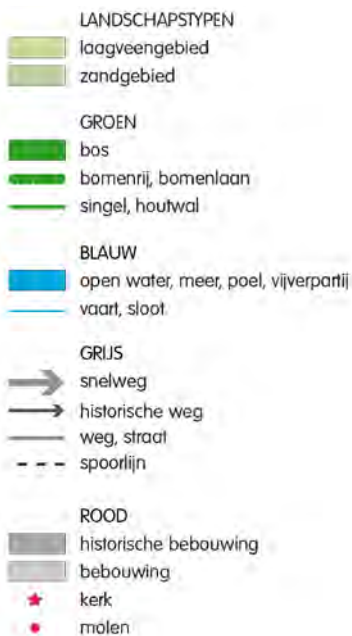 LANDSCHAPSTYPEN
laagveengebied
zandgebied
GROEN
bos
bomenrij, bomenlaan
singel, houtwal
BLAUW
open water, meer, poel, vijverpartij
vaart, sloot
GRIJS
snelweg
historische weg
weg, straat
spoorlijn
ROOD
historische bebouwing
bebouwing
kerk
molen